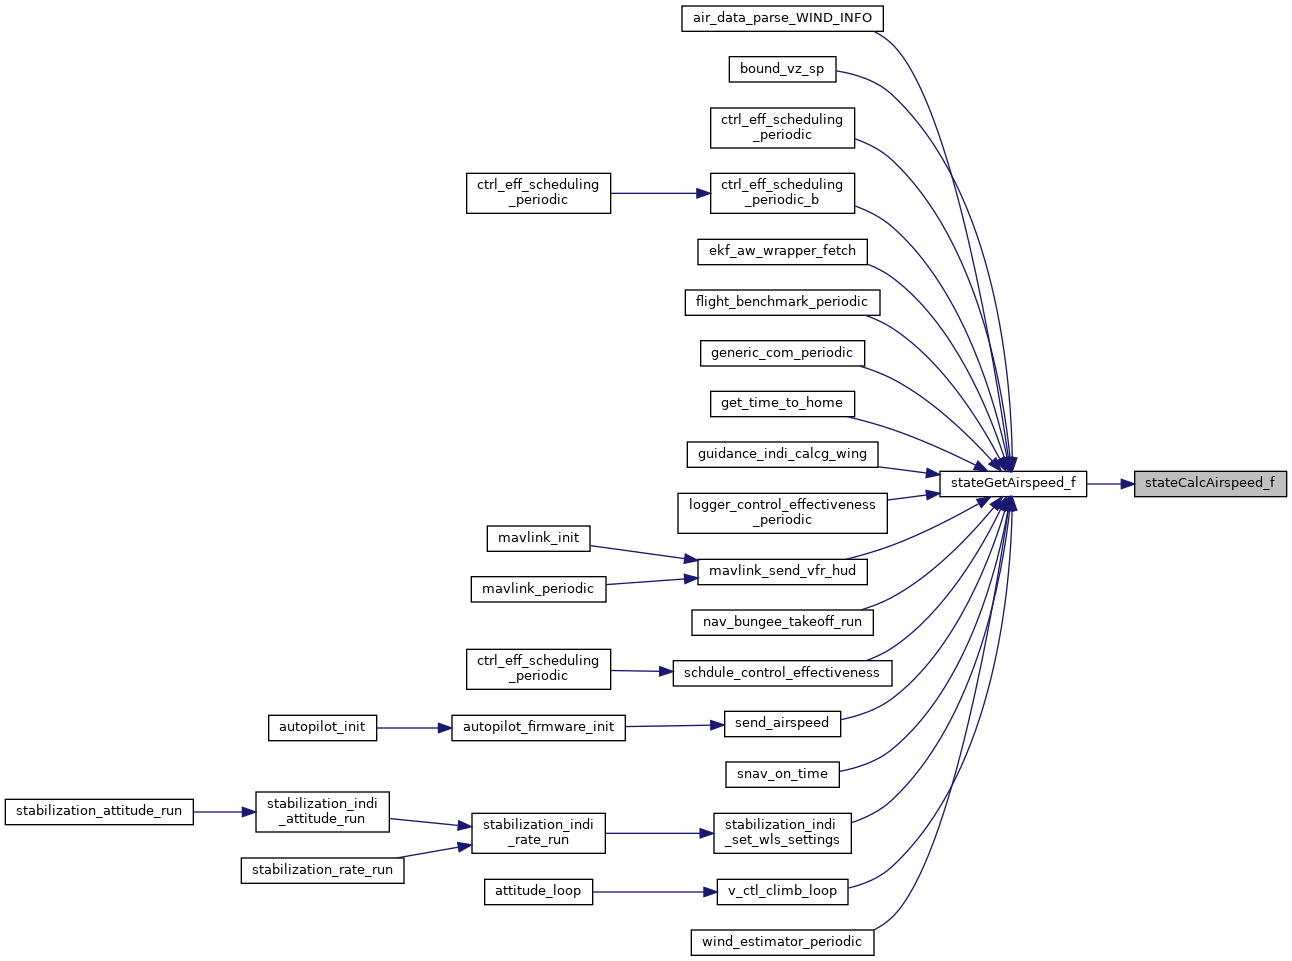 air_data_parse_WIND_INFO
bound_vz_sp
ctrl_eff_scheduling
_periodic
ctrl_eff_scheduling
_periodic
ctrl_eff_scheduling
_periodic_b
ekf_aw_wrapper_fetch
flight_benchmark_periodic
generic_com_periodic
get_time_to_home
guidance_indi_calcg_wing
stateGetAirspeed_f
stateCalcAirspeed_f
logger_control_effectiveness
_periodic
mavlink_init
mavlink_send_vfr_hud
mavlink_periodic
nav_bungee_takeoff_run
ctrl_eff_scheduling
_periodic
schdule_control_effectiveness
autopilot_init
autopilot_firmware_init
send_airspeed
snav_on_time
stabilization_attitude_run
stabilization_indi
_attitude_run
stabilization_indi
_rate_run
stabilization_indi
_set_wls_settings
stabilization_rate_run
attitude_loop
v_ctl_climb_loop
wind_estimator_periodic